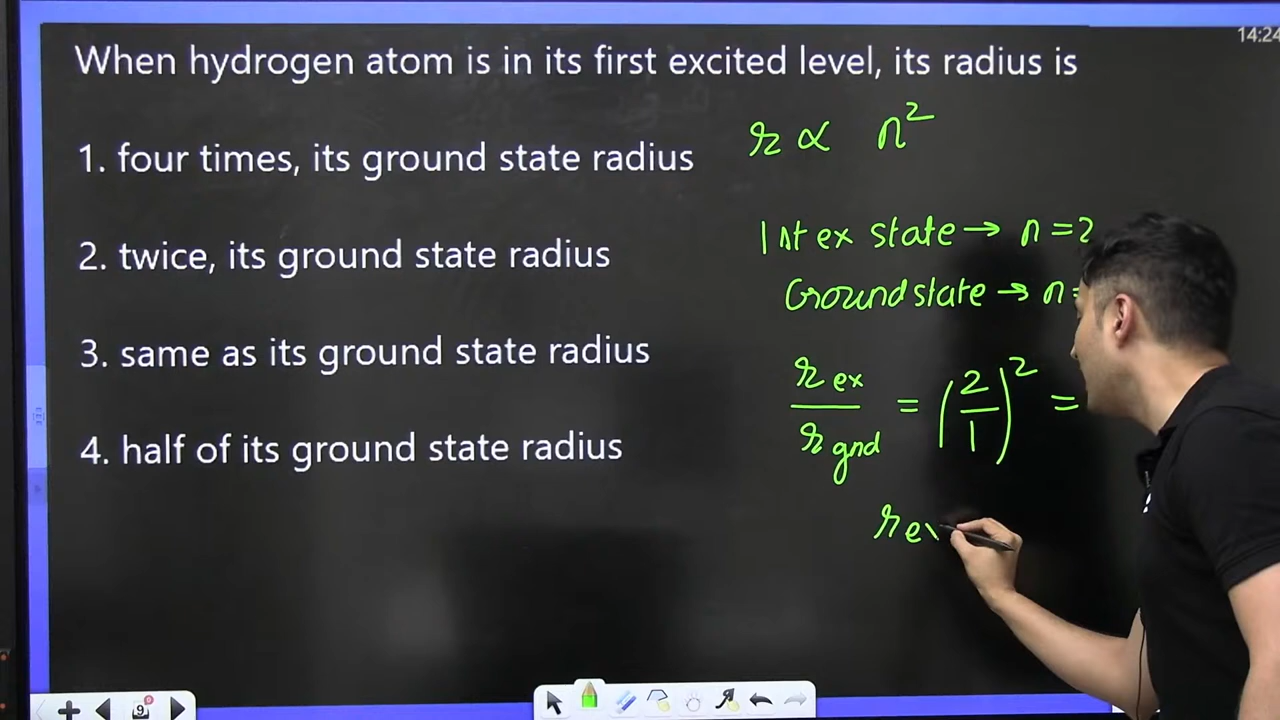 14:24
When hydrogen atom is in its first excited level, its radius is
r ∝ n²
1. four times, its ground state radius
1st ex state → n = 2
2. twice, its ground state radius
Ground state → n =
3. same as its ground state radius
r ex / r gnd = (2/1)² =
4. half of its ground state radius
r ex
9